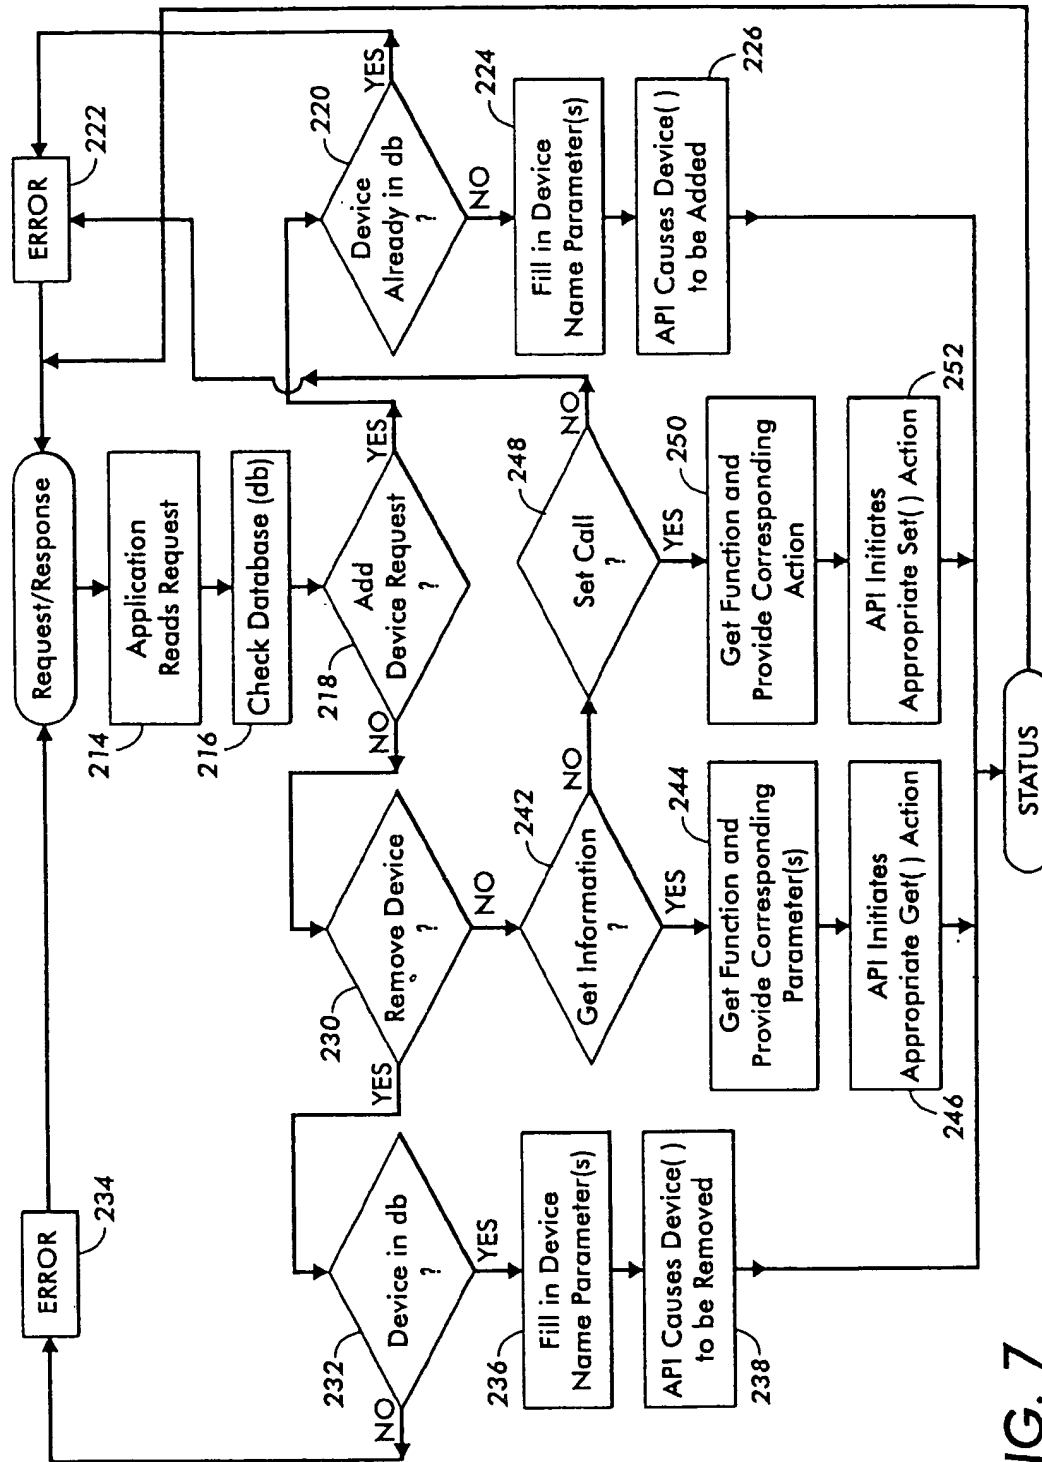 Request/Response
ERROR
234
ERROR
222
Application
Reads Request
214
Check Database (db)
216
Add
Device Request
?
218
NO
YES
Remove Device
?
230
YES
NO
Device in db
?
232
NO
YES
Device
Already in db
?
220
YES
NO
Get Information
?
242
NO
YES
Set Call
?
248
NO
YES
Fill in Device
Name Parameter(s)
236
API Causes Device( )
to be Removed
238
Get Function and
Provide Corresponding
Parameter(s)
244
API Initiates
Appropriate Get( ) Action
246
Get Function and
Provide Corresponding
Action
250
API Initiates
Appropriate Set( ) Action
252
Fill in Device
Name Parameter(s)
224
API Causes Device( )
to be Added
226
STATUS
IG. 7